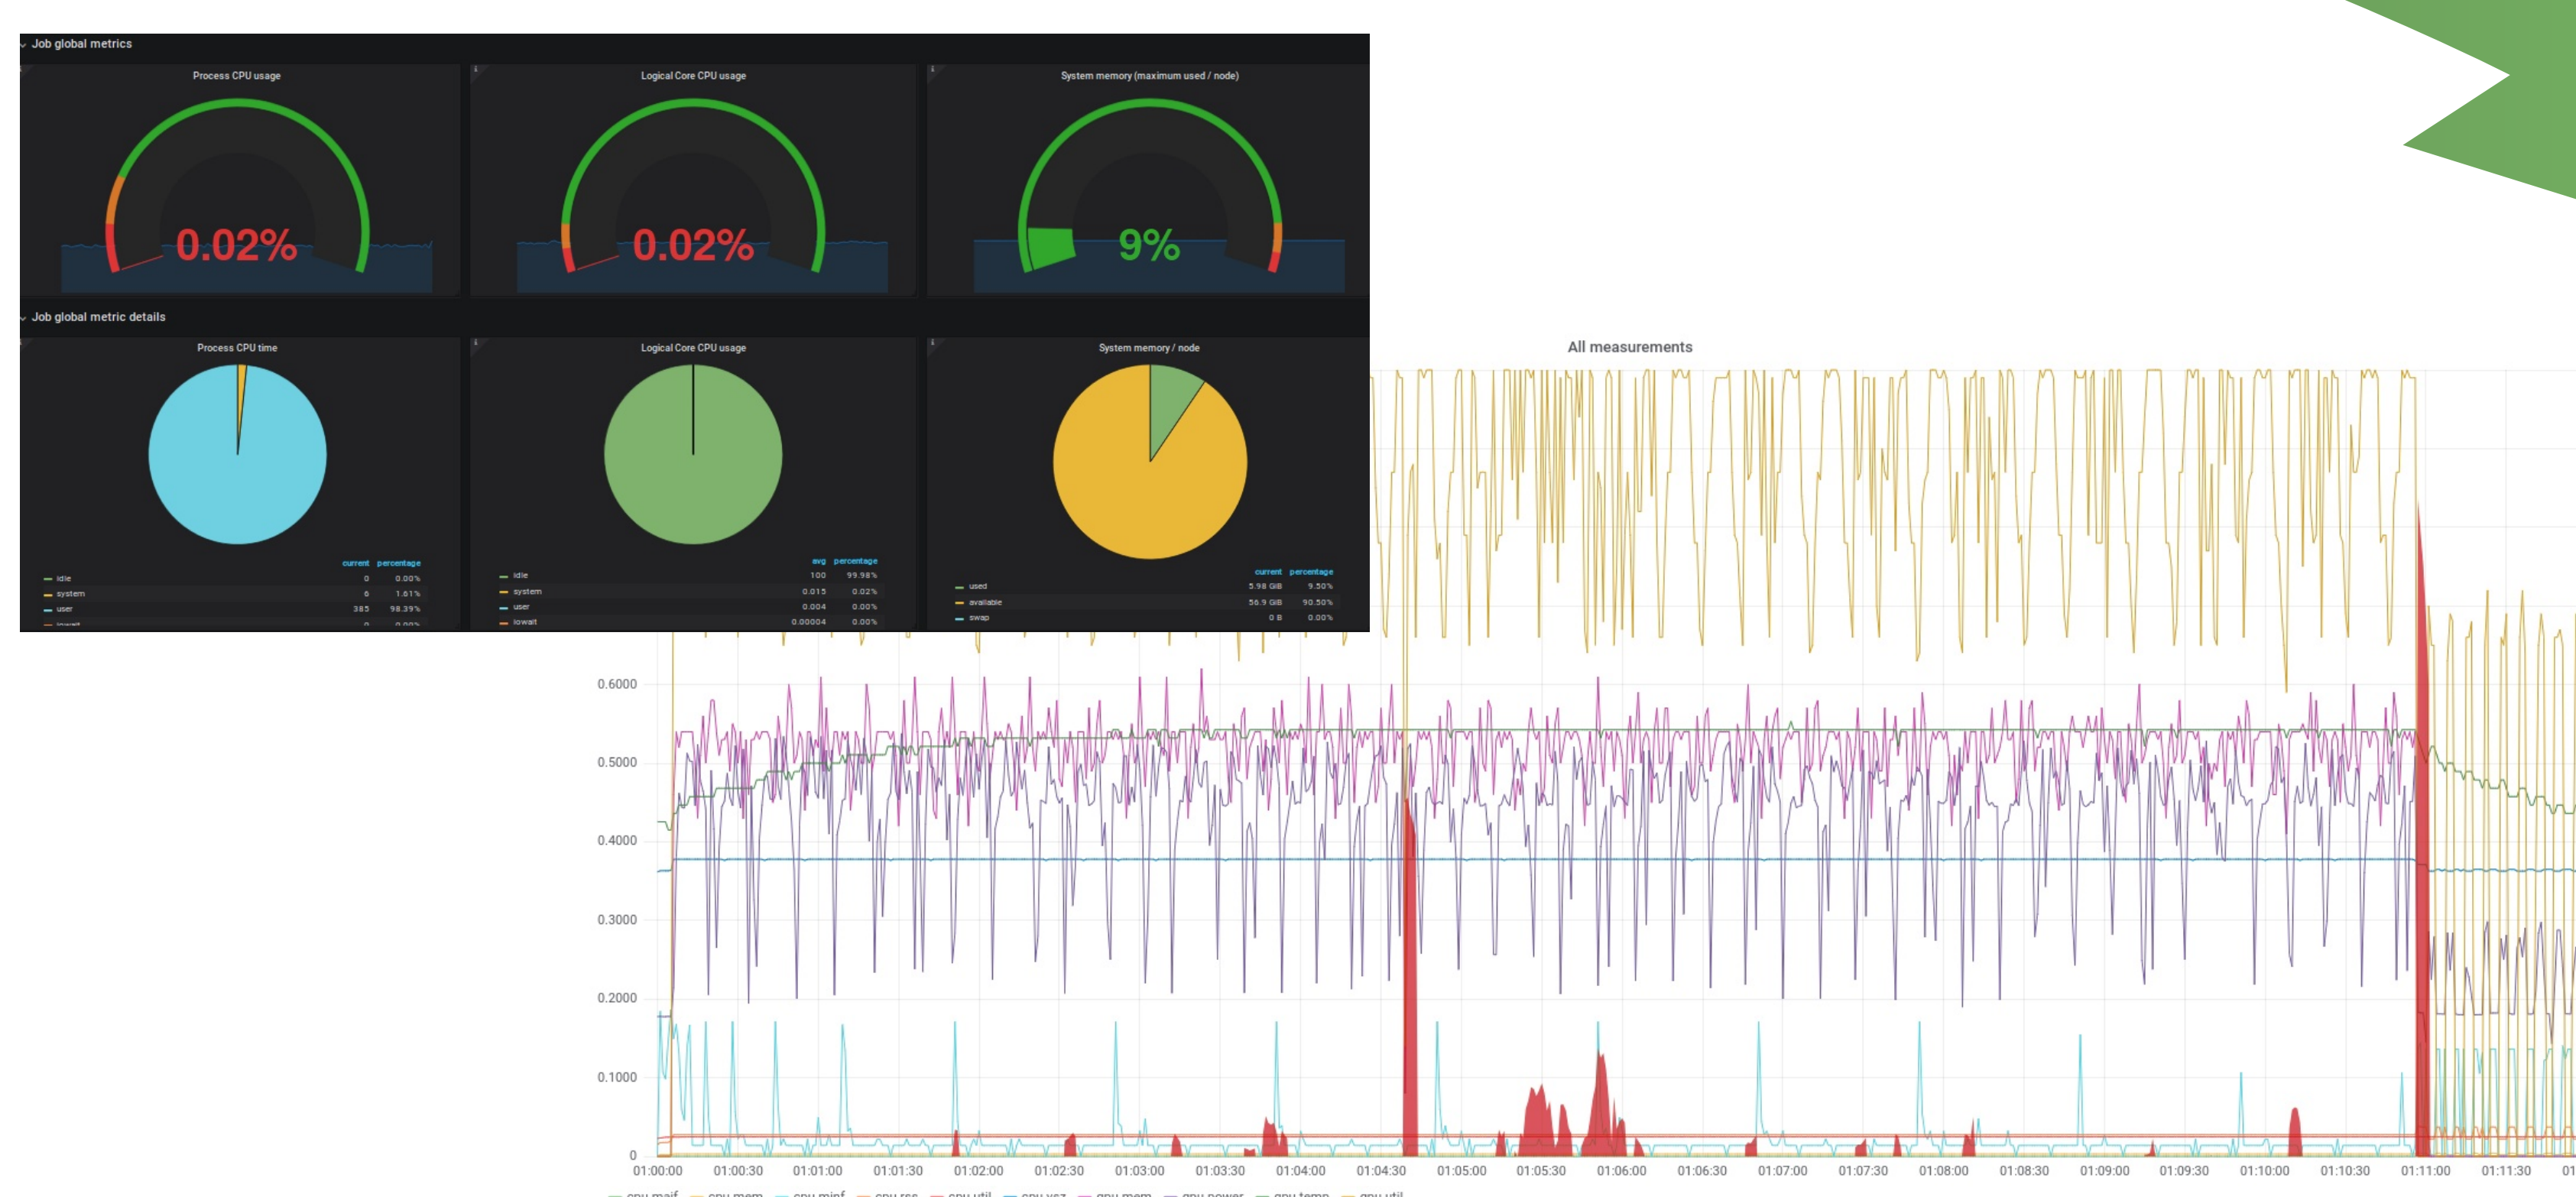 Job global metrics
Process CPU usage
Logical Core CPU usage
System memory (maximum used / node)
0.02%
0.02%
9%
Job global metric details
Process CPU time
Logical Core CPU usage
System memory / node
current percentage
idle 0 0.00%
system 6 1.61%
user 385 98.39%
iowait 0 0.00%
avg percentage
idle 100 99.98%
system 0.015 0.02%
user 0.004 0.00%
iowait 0.00004 0.00%
current percentage
used 5.98 GiB 9.50%
available 56.9 GiB 90.50%
swap 0 B 0.00%
All measurements
0.6000
0.5000
0.4000
0.3000
0.2000
0.1000
0
01:00:00 01:00:30 01:01:00 01:01:30 01:02:00 01:02:30 01:03:00 01:03:30 01:04:00 01:04:30 01:05:00 01:05:30 01:06:00 01:06:30 01:07:00 01:07:30 01:08:00 01:08:30 01:09:00 01:09:30 01:10:00 01:10:30 01:11:00 01:11:30